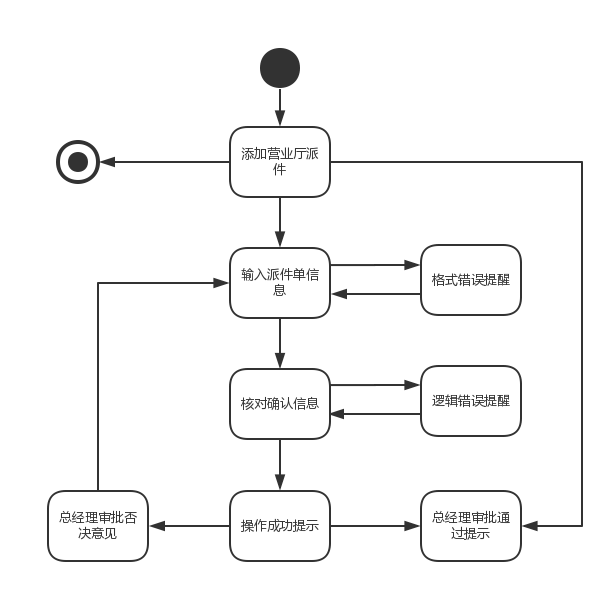 添加营业厅派
件
输入派件单信
息
格式错误提醒
核对确认信息
逻辑错误提醒
总经理审批否
决意见
操作成功提示
总经理审批通
过提示